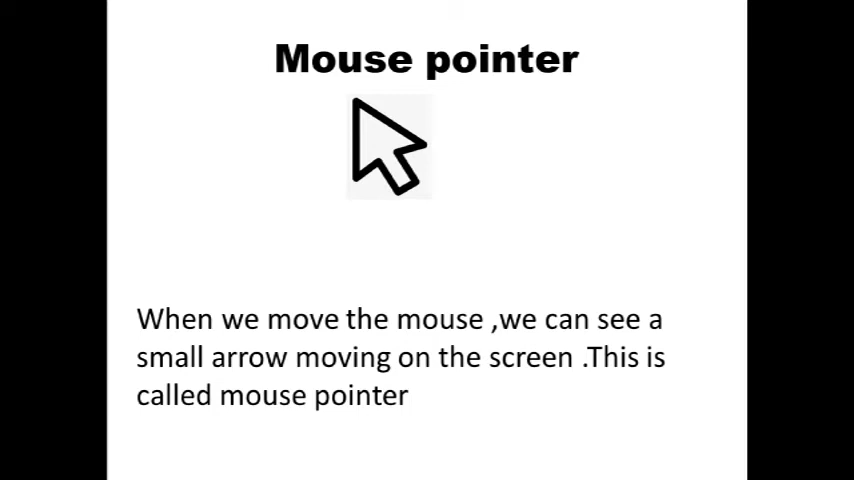 Mouse pointer
When we move the mouse ,we can see a
small arrow moving on the screen .This is
called mouse pointer